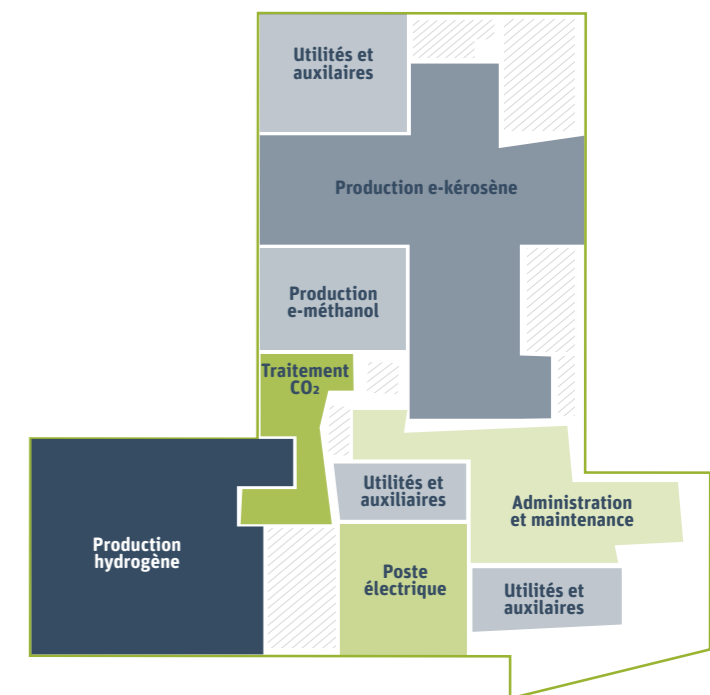 Utilités et
auxilaires
Production e-kérosène
Production
e-méthanol
Traitement
CO₂
Utilités et
auxiliaires
Administration
et maintenance
Production
hydrogène
Poste
électrique
Utilités et
auxilaires